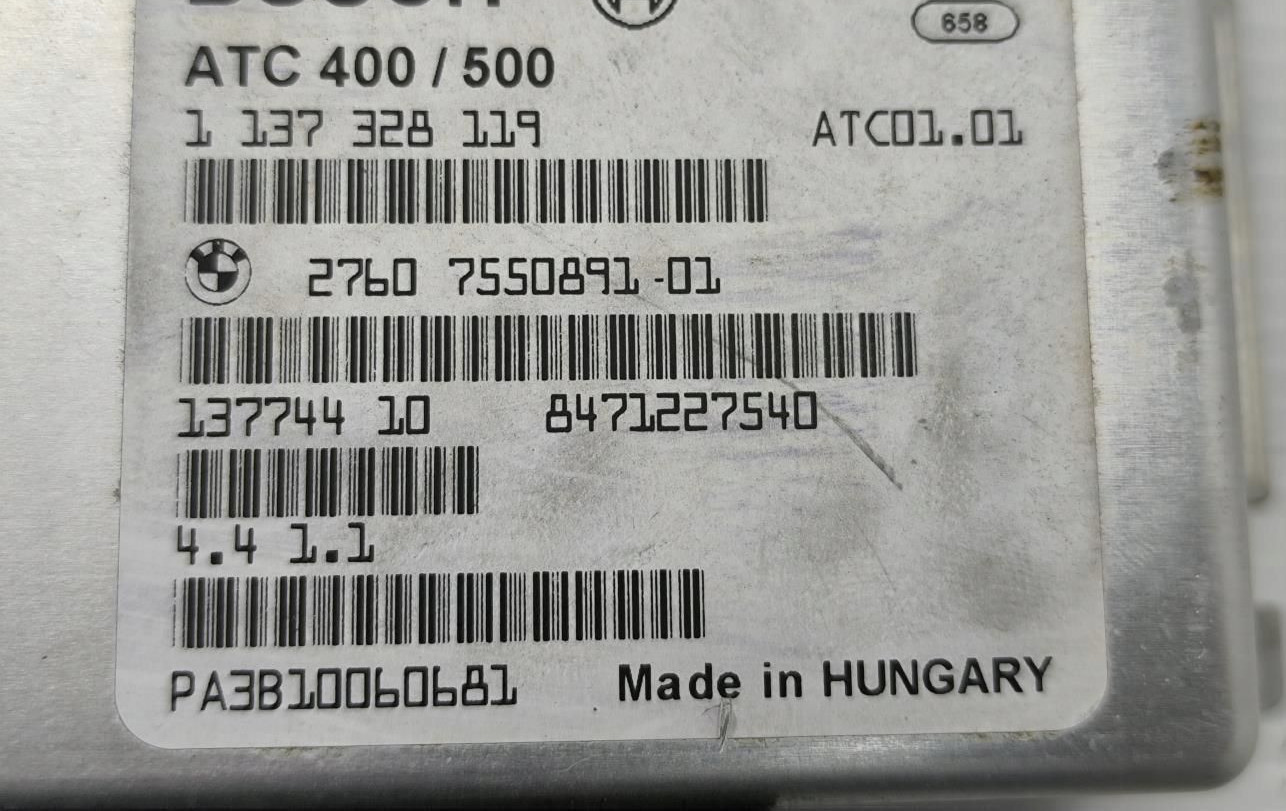 BOSCH
658
ATC 400 / 500
1 137 328 119 ATC01.01
2760 7550891-01
137744 10 8471227540
4.4 1.1
PA3B10060681 Made in HUNGARY